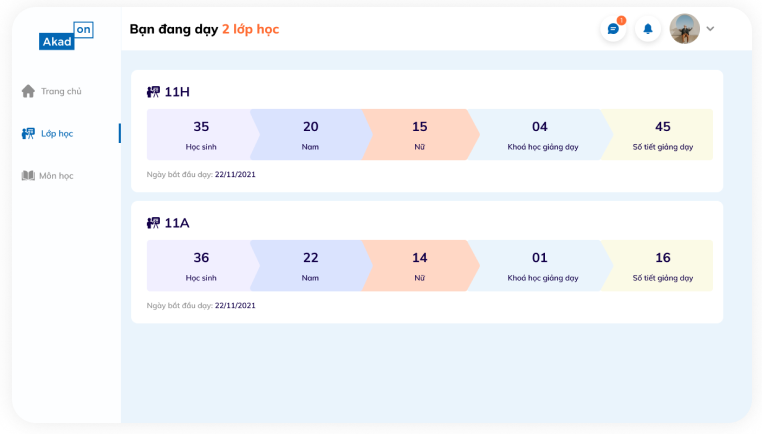 Akad
on
Bạn đang dạy 2 lớp học
1
Trang chủ
Lớp học
Môn học
11H
35
Học sinh
20
Nam
15
Nữ
04
Khoá học giảng dạy
45
Số tiết giảng dạy
Ngày bắt đầu dạy: 22/11/2021
11A
36
Học sinh
22
Nam
14
Nữ
01
Khoá học giảng dạy
16
Số tiết giảng dạy
Ngày bắt đầu dạy: 22/11/2021